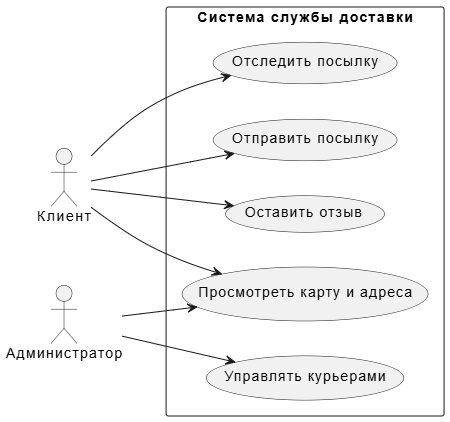 Система службы доставки
Отследить посылку
Отправить посылку
Оставить отзыв
Клиент
Просмотреть карту и адреса
Администратор
Управлять курьерами